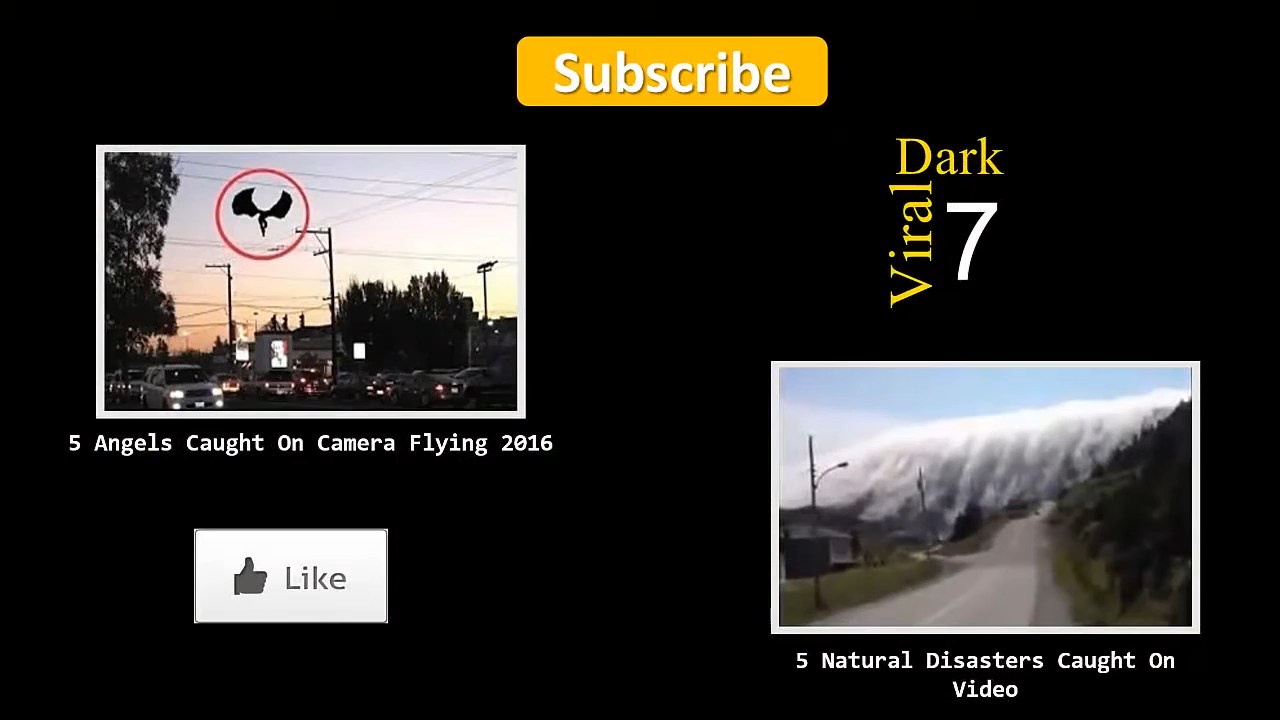 Subscribe
Dark
Viral
7
5 Angels Caught On Camera Flying 2016
Like
5 Natural Disasters Caught On
Video